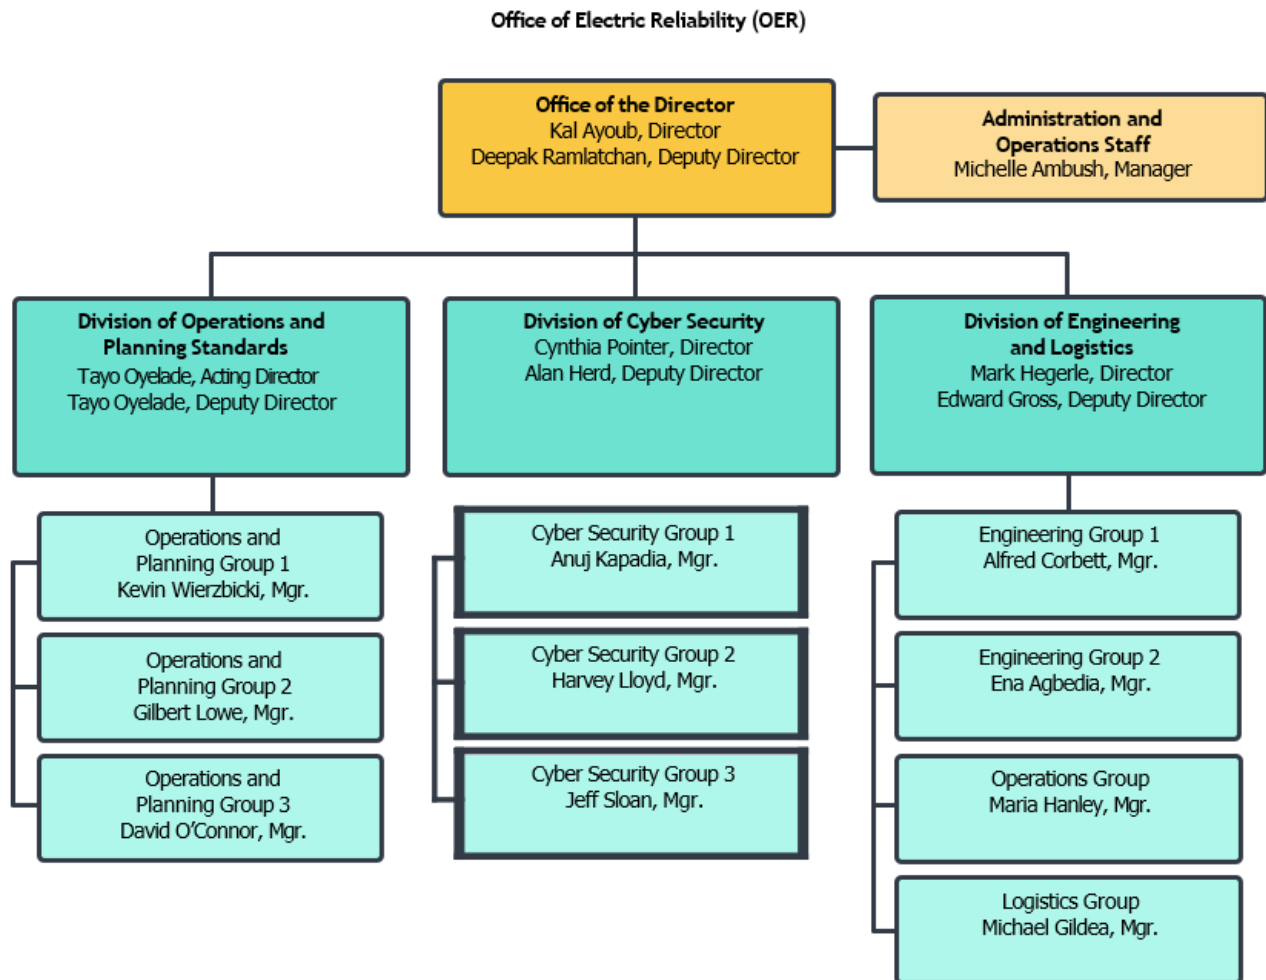 Office of Electric Reliability (OER)
Office of the Director
Kal Ayoub, Director
Deepak Ramlatchan, Deputy Director
Administration and
Operations Staff
Michelle Ambush, Manager
Division of Operations and
Planning Standards
Tayo Oyelade, Acting Director
Tayo Oyelade, Deputy Director
Division of Cyber Security
Cynthia Pointer, Director
Alan Herd, Deputy Director
Division of Engineering
and Logistics
Mark Hegerle, Director
Edward Gross, Deputy Director
Operations and
Planning Group 1
Kevin Wierzbicki, Mgr.
Operations and
Planning Group 2
Gilbert Lowe, Mgr.
Operations and
Planning Group 3
David O’Connor, Mgr.
Cyber Security Group 1
Anuj Kapadia, Mgr.
Cyber Security Group 2
Harvey Lloyd, Mgr.
Cyber Security Group 3
Jeff Sloan, Mgr.
Engineering Group 1
Alfred Corbett, Mgr.
Engineering Group 2
Ena Agbedia, Mgr.
Operations Group
Maria Hanley, Mgr.
Logistics Group
Michael Gildea, Mgr.